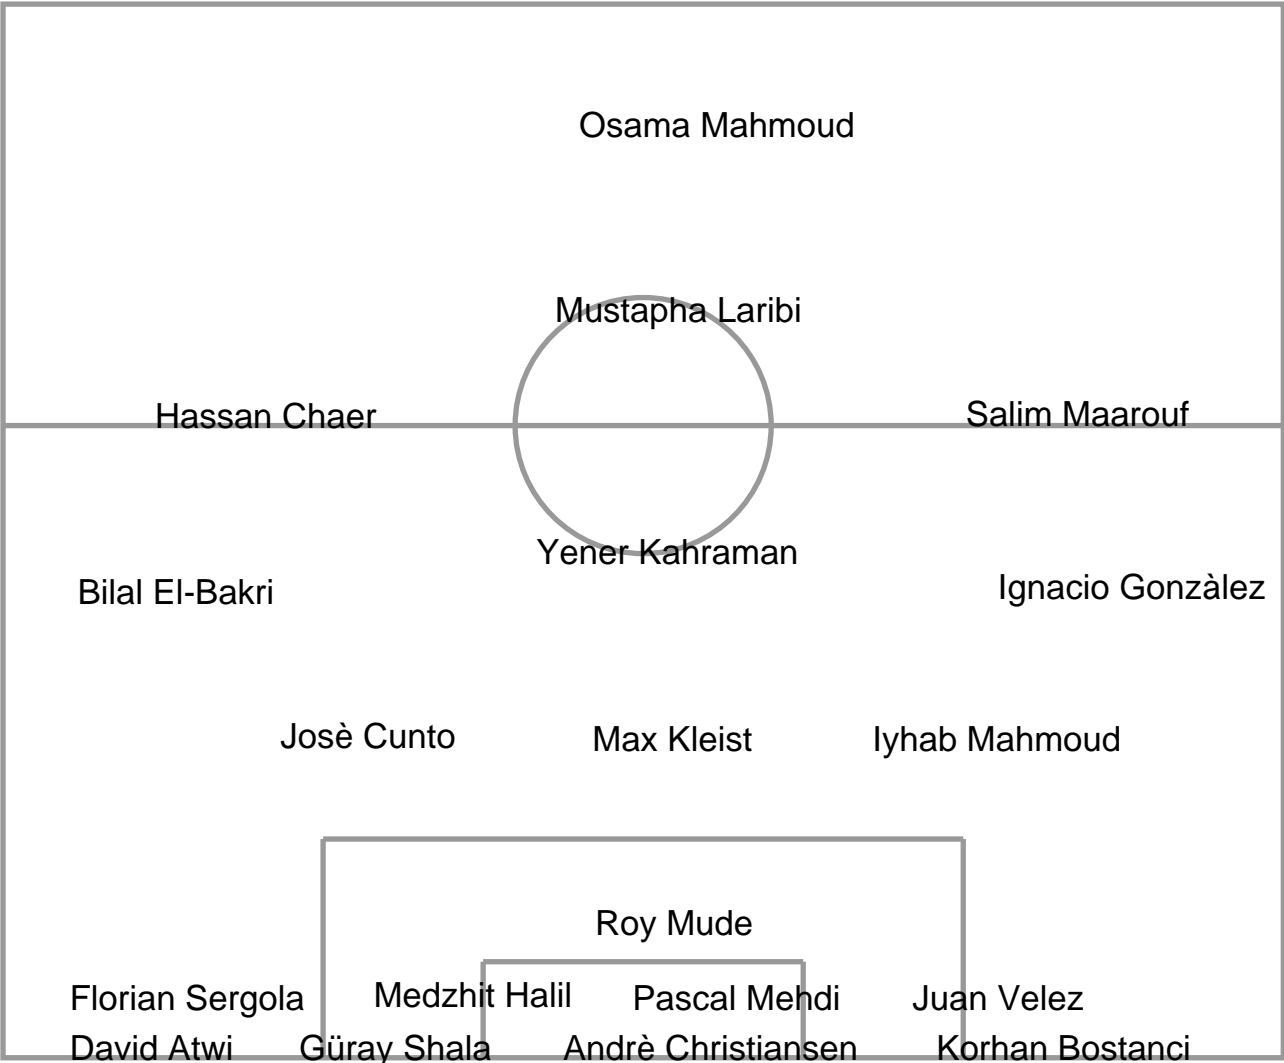 Osama Mahmoud
Mustapha Laribi
Hassan Chaer
Salim Maarouf
Yener Kahraman
Bilal El-Bakri
Ignacio Gonzàlez
Josè Cunto
Max Kleist
Iyhab Mahmoud
Roy Mude
Florian Sergola
Medzhit Halil
Pascal Mehdi
Juan Velez
David Atwi
Güray Shala
Andrè Christiansen
Korhan Bostanci